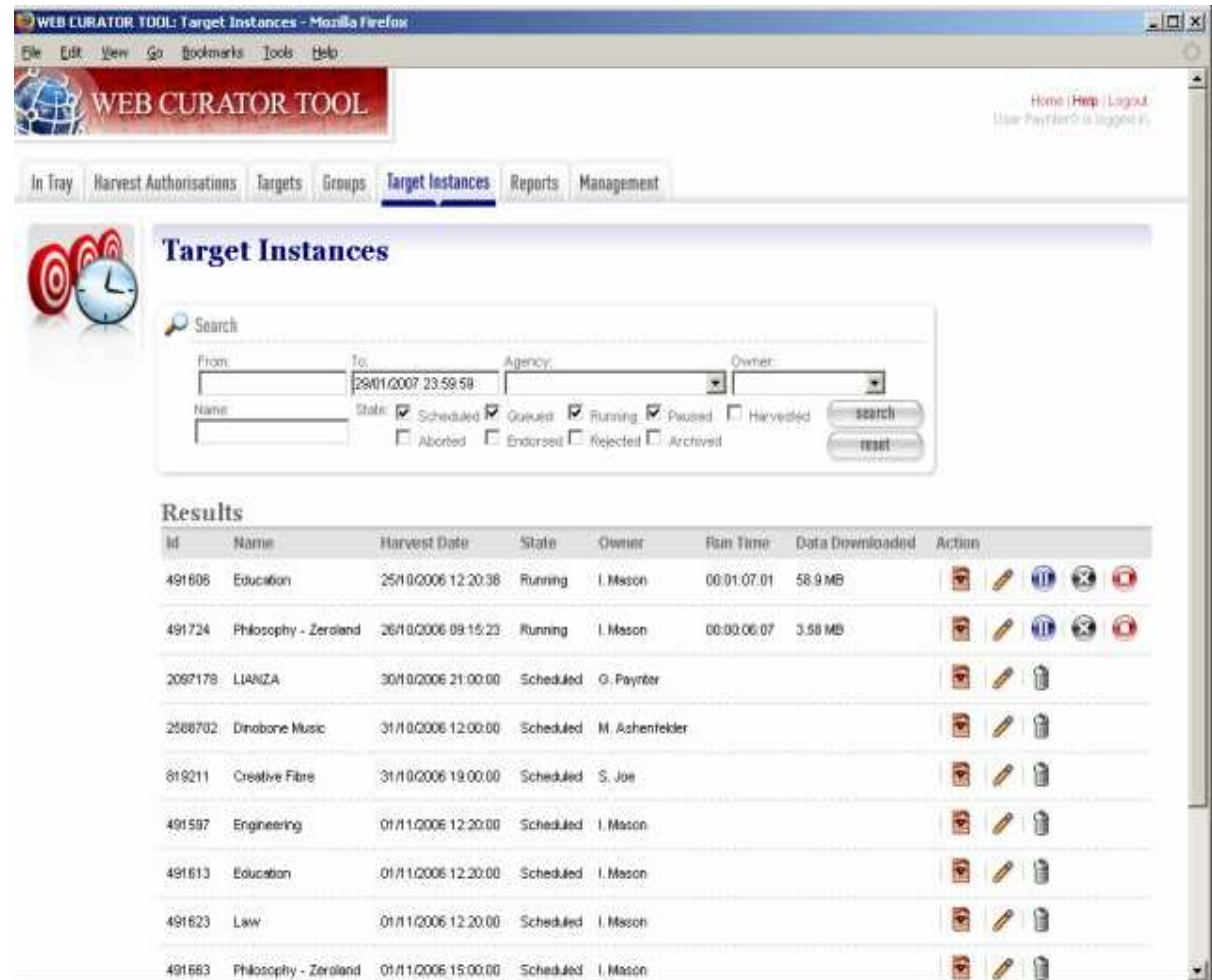 WEB CURATOR TOOL: Target Instances - Mozilla Firefox
File Edit View Go Bookmarks Tools Help
WEB CURATOR TOOL
Home | Help | Logout
is logged in.
In Tray Harvest Authorisations Targets Groups Target Instances Reports Management
Target Instances
Search
From: To: Agency: Owner:
29/01/2007 23:59:59
Name: State: Scheduled Queued Running Paused Harvested search
Aborted Endorsed Rejected Archived reset
Results
Id Name Harvest Date State Owner Run Time Data Downloaded Action
491606 Education 25/10/2006 12:20:38 Running I. Mason 00:01:07.01 58.9 MB
491724 Philosophy - Zeroland 26/10/2006 09:15:23 Running I. Mason 00:00:06.07 3.58 MB
2097178 LIANZA 30/10/2006 21:00:00 Scheduled G. Paynter
2588702 Dinobone Music 31/10/2006 12:00:00 Scheduled M. Ashenfelder
819211 Creative Fibre 31/10/2006 19:00:00 Scheduled S. Joe
491597 Engineering 01/11/2006 12:20:00 Scheduled I. Mason
491613 Education 01/11/2006 12:20:00 Scheduled I. Mason
491623 Law 01/11/2006 12:20:00 Scheduled I. Mason
491663 Philosophy - Zeroland 01/11/2006 15:00:00 Scheduled I. Mason